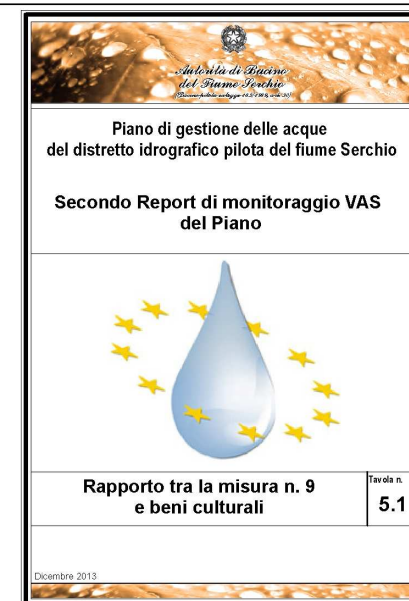 Autorità di Bacino
del Fiume Serchio
Piano di gestione delle acque
del distretto idrografico pilota del fiume Serchio
Secondo Report di monitoraggio VAS
del Piano
Rapporto tra la misura n. 9
e beni culturali
Tavola n.
5.1
Dicembre 2013